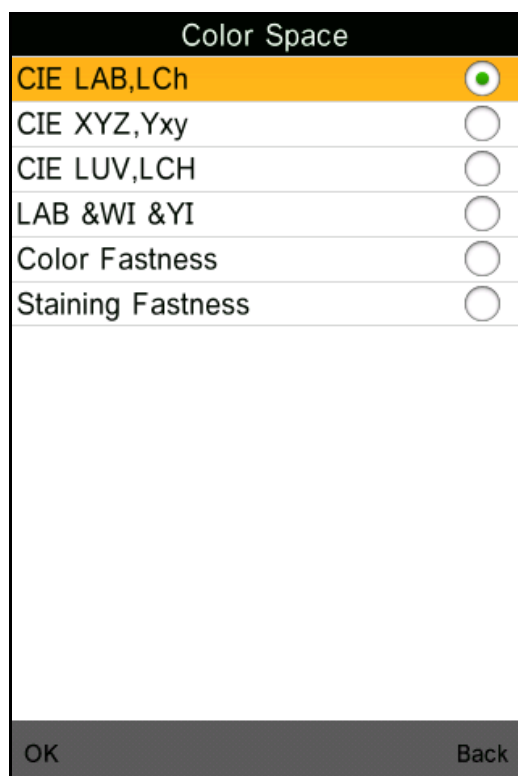 Color Space
CIE LAB,LCh
CIE XYZ,Yxy
CIE LUV,LCH
LAB &WI &YI
Color Fastness
Staining Fastness
OK Back